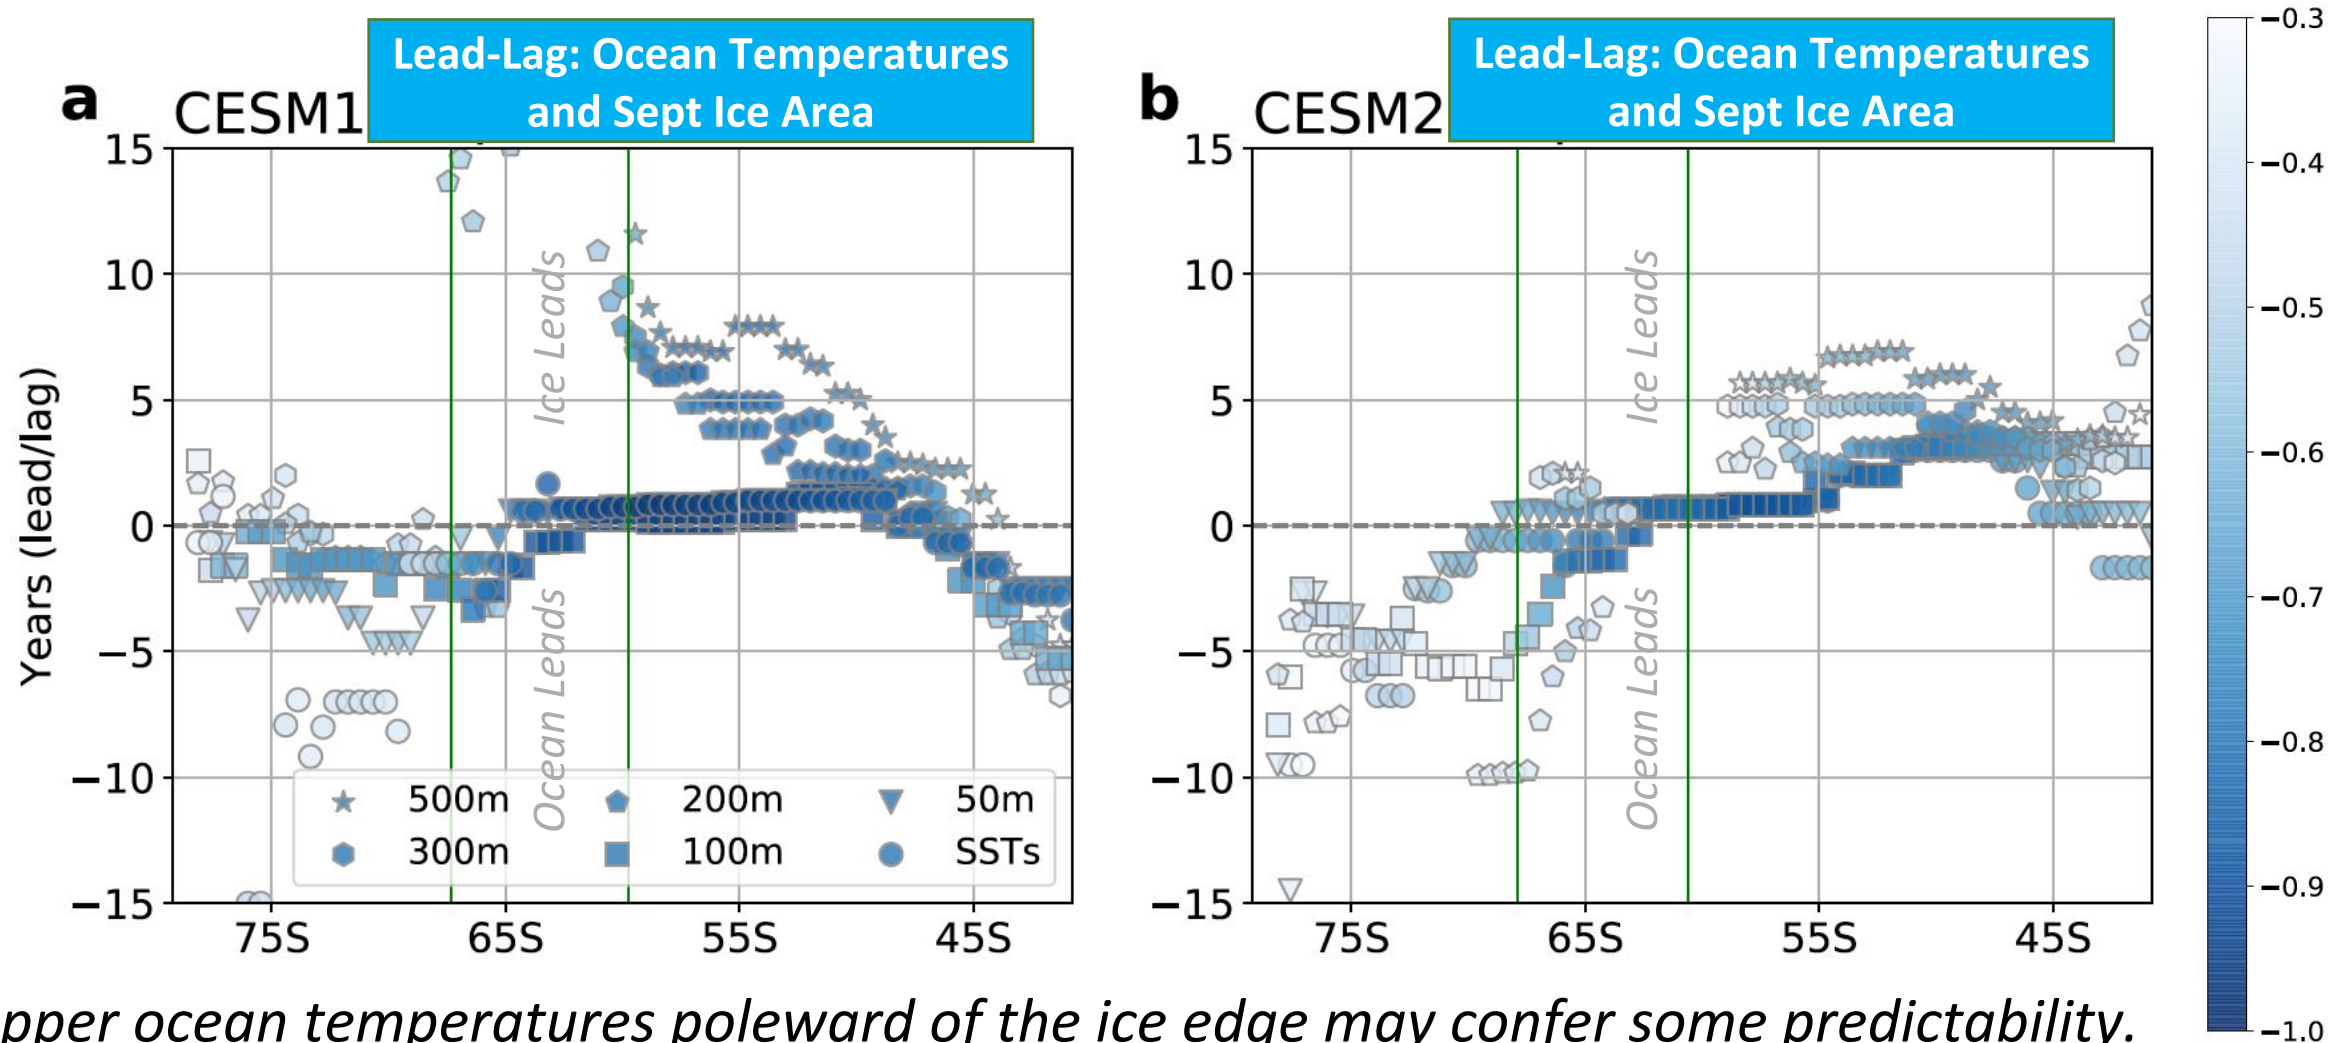 Lead-Lag: Ocean Temperatures
and Sept Ice Area
a CESM1
15
10
5
0
−5
−10
−15
Years (lead/lag)
Ice Leads
Ocean Leads
500m 200m 50m
300m 100m SSTs
75S 65S 55S 45S
Lead-Lag: Ocean Temperatures
and Sept Ice Area
b CESM2
15
10
5
0
−5
−10
−15
Ice Leads
Ocean Leads
75S 65S 55S 45S
−0.3
−0.4
−0.5
−0.6
−0.7
−0.8
−0.9
−1.0
pper ocean temperatures poleward of the ice edge may confer some predictability.